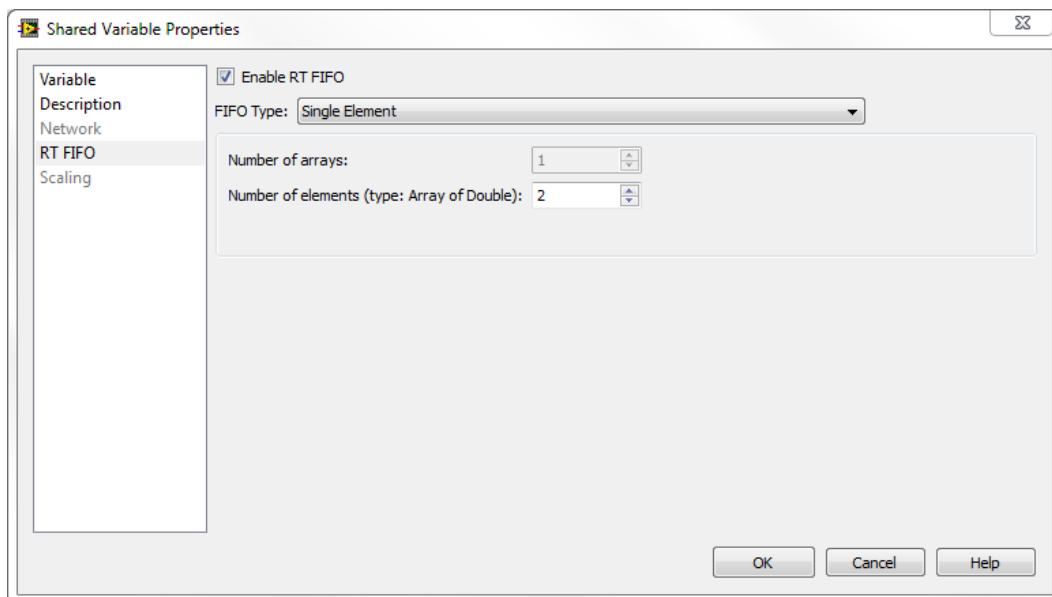 Shared Variable Properties
Variable
Description
Network
RT FIFO
Scaling
Enable RT FIFO
FIFO Type: Single Element
Number of arrays: 1
Number of elements (type: Array of Double): 2
OK Cancel Help